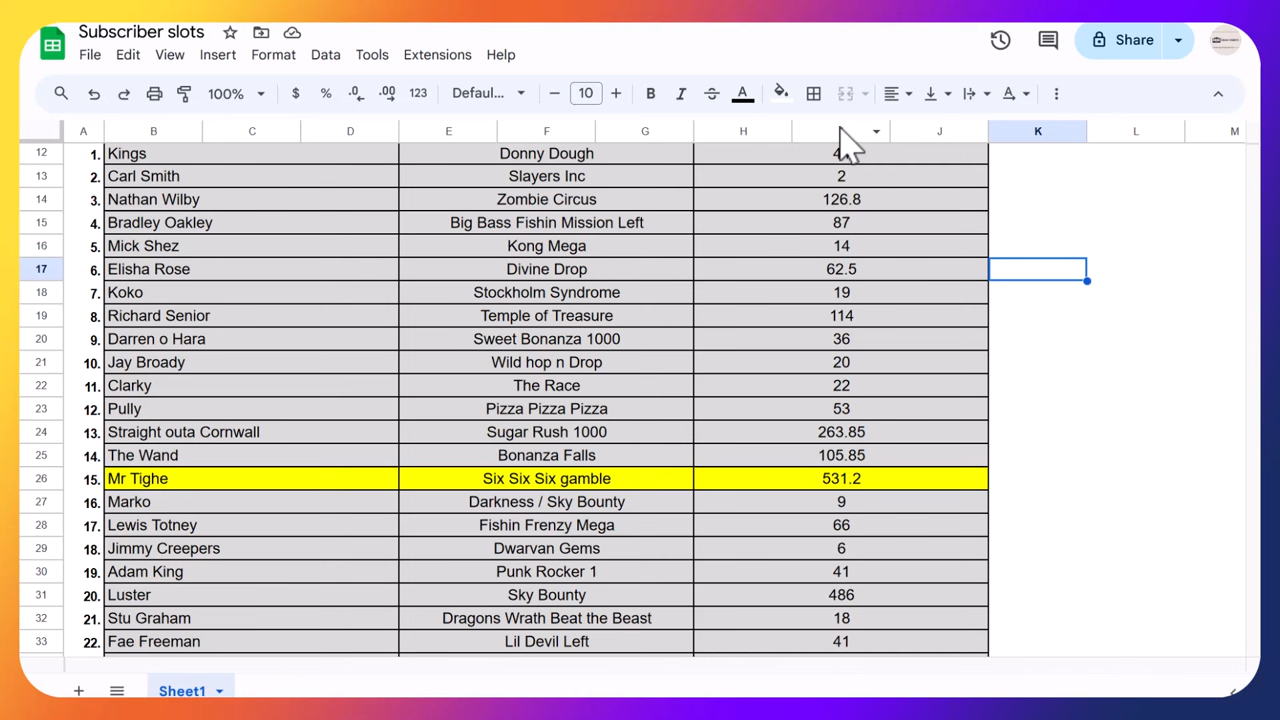 Subscriber slots
File Edit View Insert Format Data Tools Extensions Help
Share
100% $ % .0 .00 123 Defaul... 10 B I A
A B C D E F G H J K L M
12 1. Kings Donny Dough
13 2. Carl Smith Slayers Inc 2
14 3. Nathan Wilby Zombie Circus 126.8
15 4. Bradley Oakley Big Bass Fishin Mission Left 87
16 5. Mick Shez Kong Mega 14
17 6. Elisha Rose Divine Drop 62.5
18 7. Koko Stockholm Syndrome 19
19 8. Richard Senior Temple of Treasure 114
20 9. Darren o Hara Sweet Bonanza 1000 36
21 10. Jay Broady Wild hop n Drop 20
22 11. Clarky The Race 22
23 12. Pully Pizza Pizza Pizza 53
24 13. Straight outa Cornwall Sugar Rush 1000 263.85
25 14. The Wand Bonanza Falls 105.85
26 15. Mr Tighe Six Six Six gamble 531.2
27 16. Marko Darkness / Sky Bounty 9
28 17. Lewis Totney Fishin Frenzy Mega 66
29 18. Jimmy Creepers Dwarvan Gems 6
30 19. Adam King Punk Rocker 1 41
31 20. Luster Sky Bounty 486
32 21. Stu Graham Dragons Wrath Beat the Beast 18
33 22. Fae Freeman Lil Devil Left 41
Sheet1